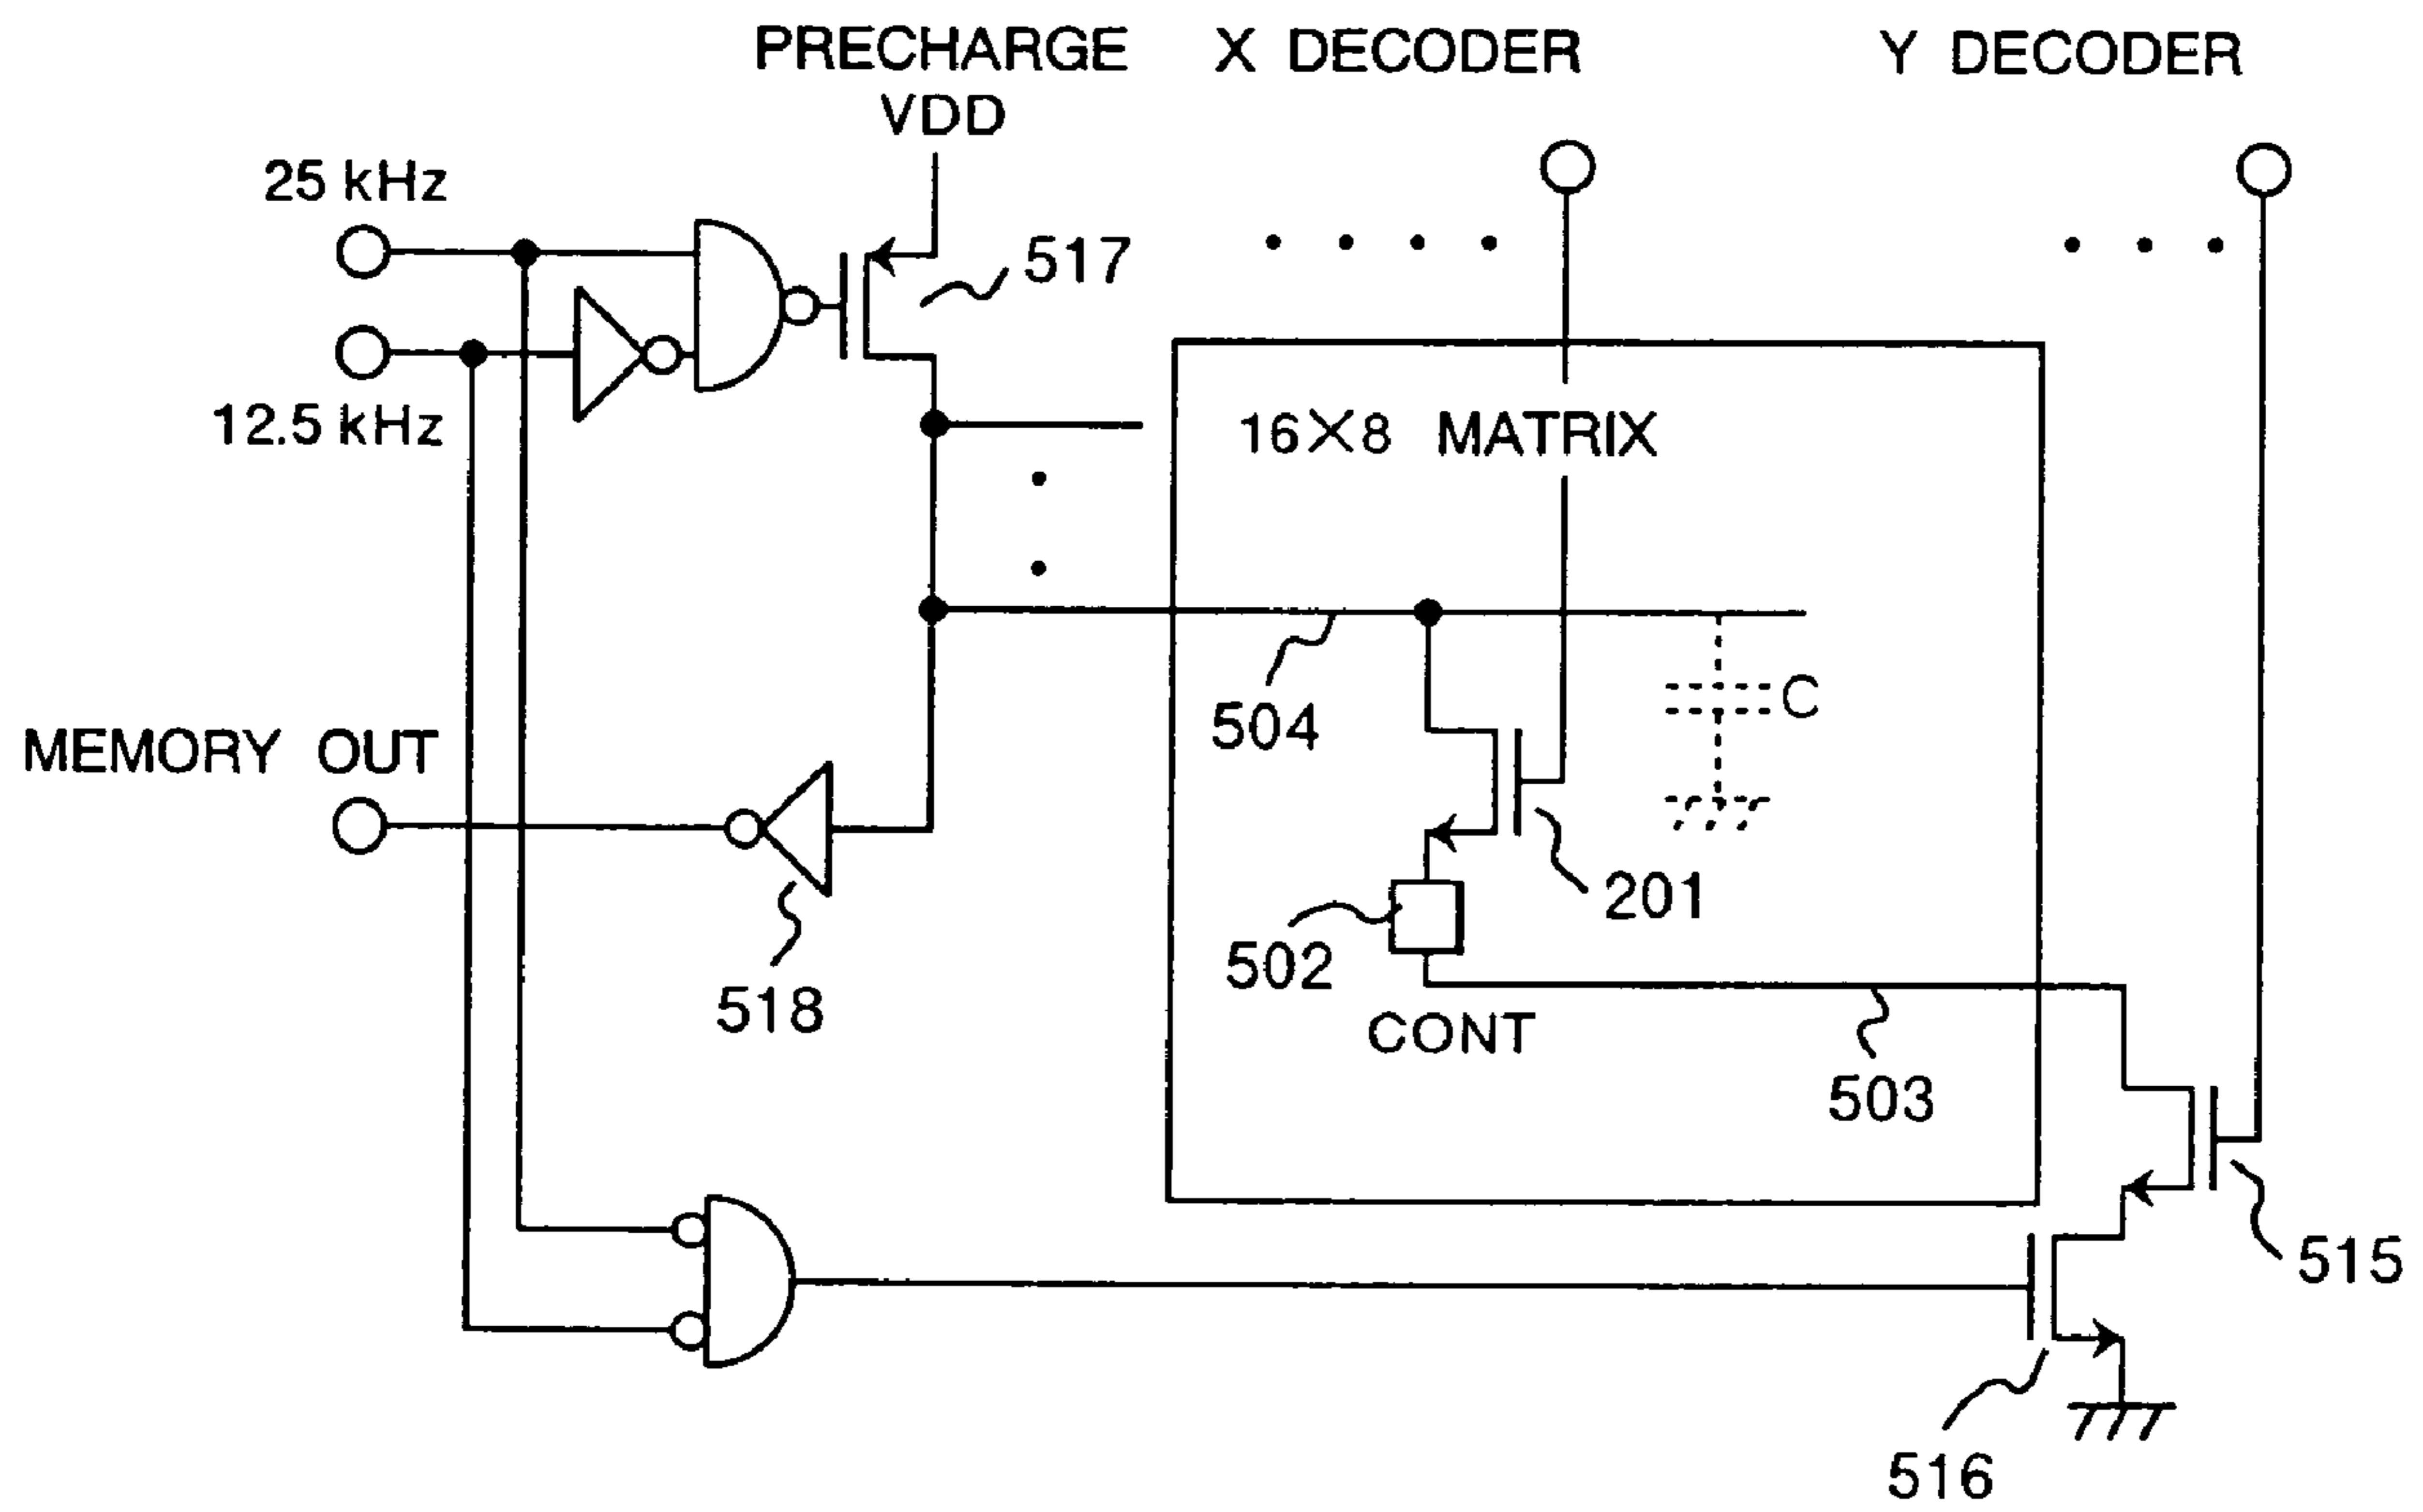 PRECHARGE
VDD
X DECODER
Y DECODER
25 kHz
517
12.5 kHz
16×8 MATRIX
504
C
MEMORY OUT
201
502
518
CONT
503
515
516